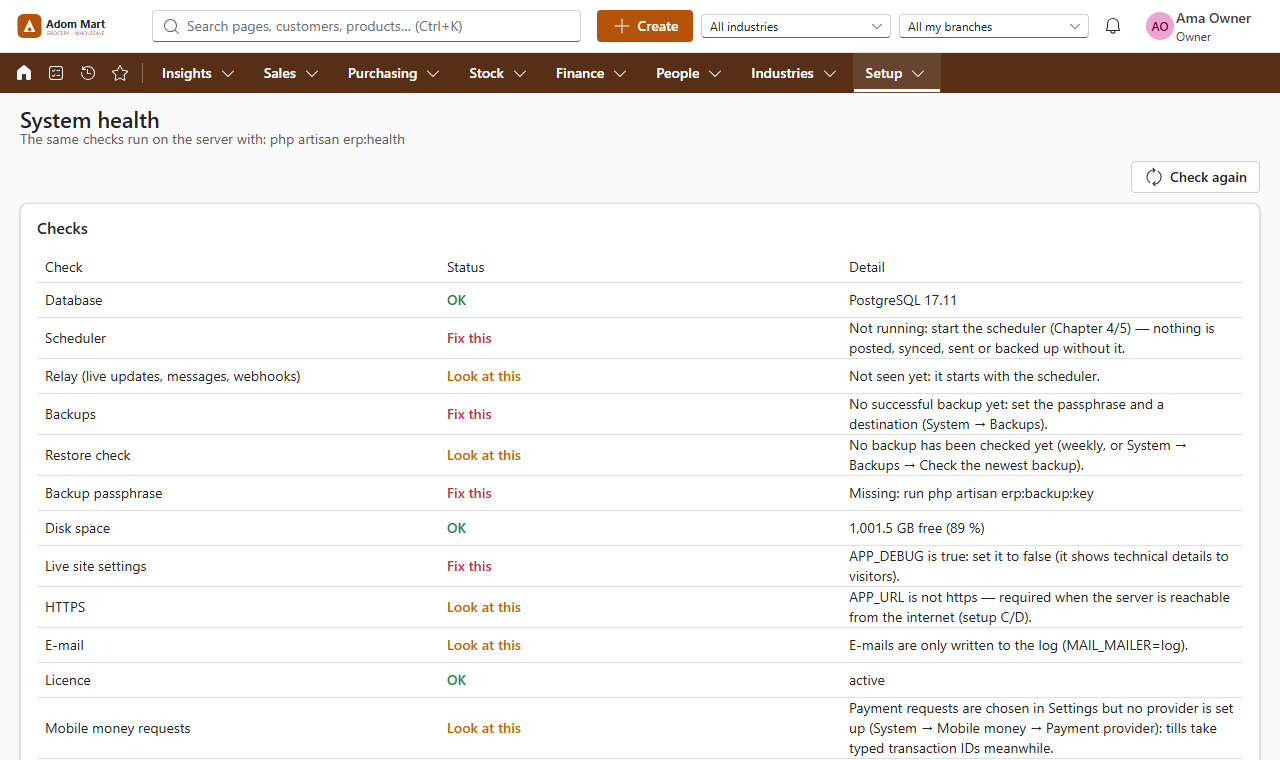 Adom Mart
GROCERY · WHOLESALE
Search pages, customers, products... (Ctrl+K)
Create
All industries
All my branches
AO
Ama Owner
Owner
Insights
Sales
Purchasing
Stock
Finance
People
Industries
Setup
System health
The same checks run on the server with: php artisan erp:health
Check again
Checks
Check Status Detail
Database OK PostgreSQL 17.11
Scheduler Fix this Not running: start the scheduler (Chapter 4/5) — nothing is
posted, synced, sent or backed up without it.
Relay (live updates, messages, webhooks) Look at this Not seen yet: it starts with the scheduler.
Backups Fix this No successful backup yet: set the passphrase and a
destination (System → Backups).
Restore check Look at this No backup has been checked yet (weekly, or System →
Backups → Check the newest backup).
Backup passphrase Fix this Missing: run php artisan erp:backup:key
Disk space OK 1,001.5 GB free (89 %)
Live site settings Fix this APP_DEBUG is true: set it to false (it shows technical details to
visitors).
HTTPS Look at this APP_URL is not https — required when the server is reachable
from the internet (setup C/D).
E-mail Look at this E-mails are only written to the log (MAIL_MAILER=log).
Licence OK active
Mobile money requests Look at this Payment requests are chosen in Settings but no provider is set
up (System → Mobile money → Payment provider): tills take
typed transaction IDs meanwhile.